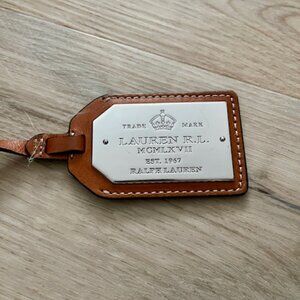 TRADE MARK
LAUREN R.L.
MCMLXVII
EST. 1967
RALPH LAUREN